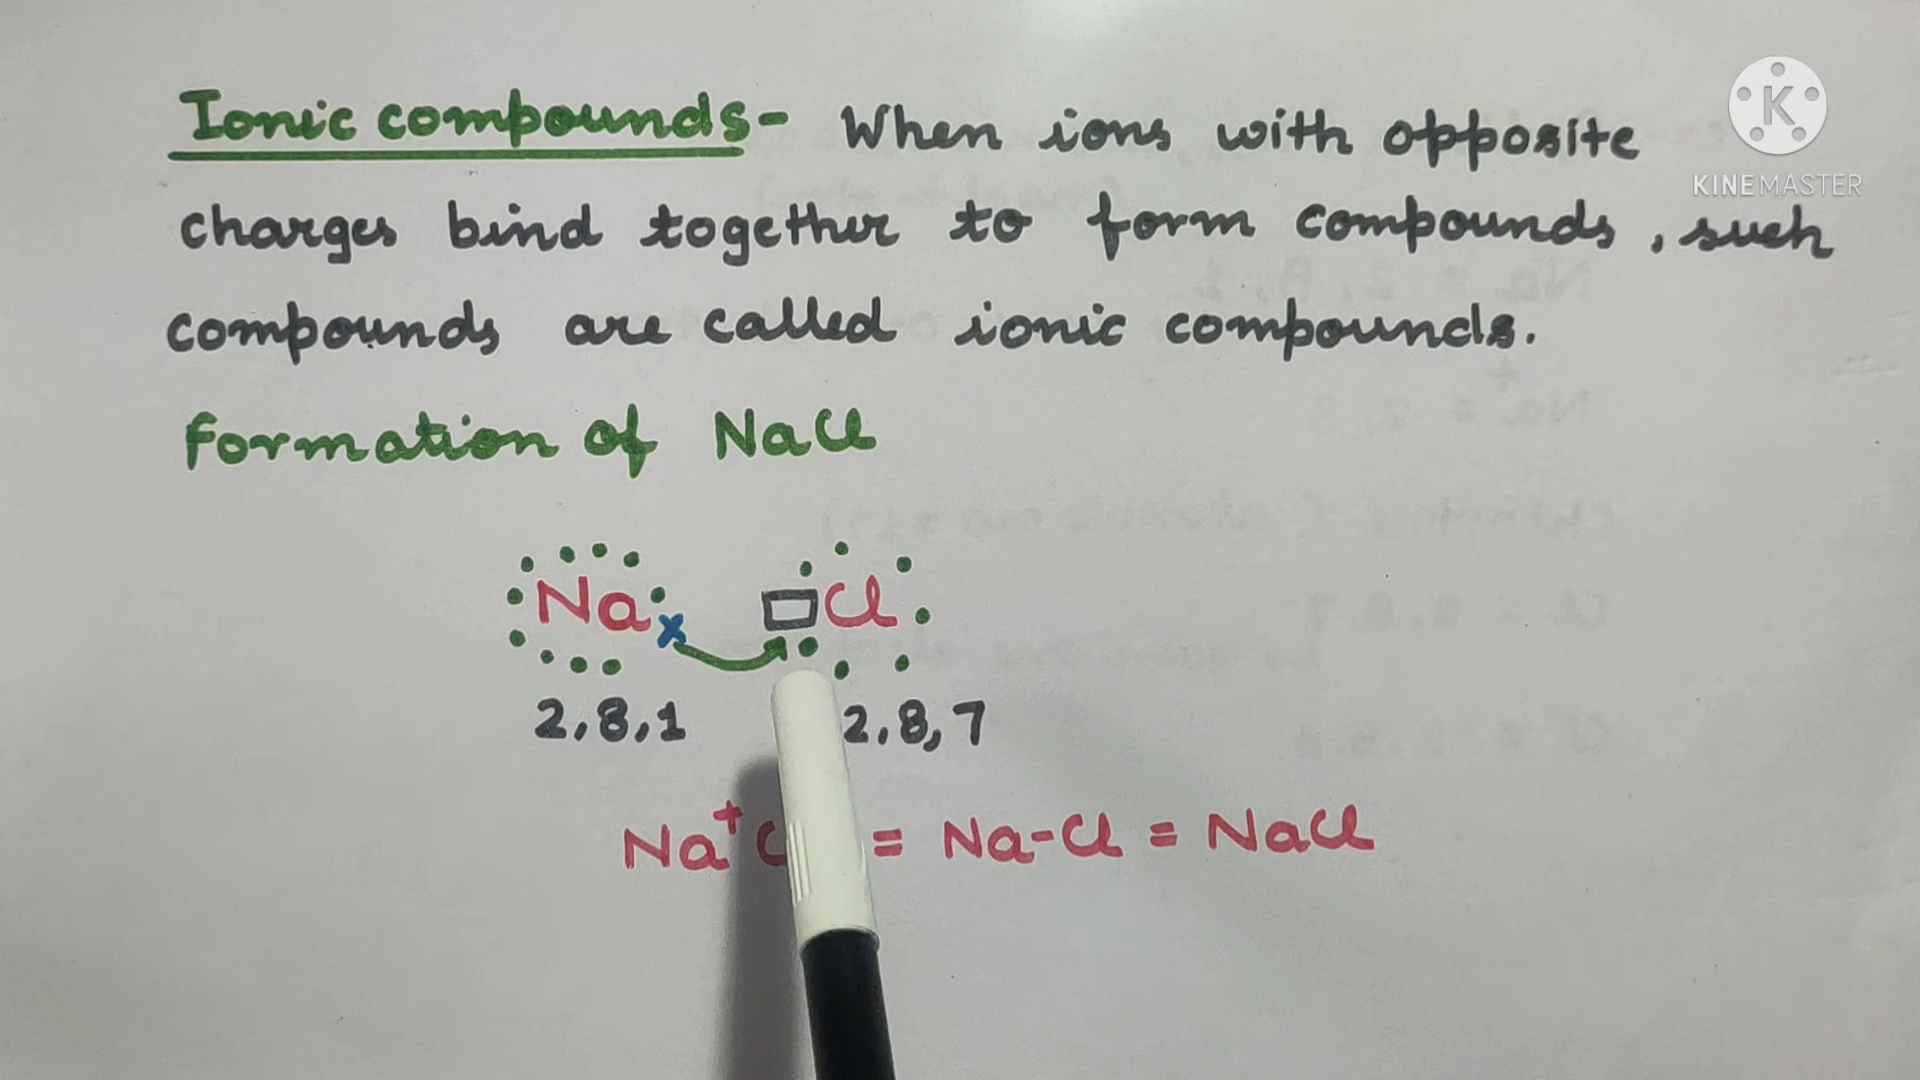 Ionic compounds- When ions with opposite
charges bind together to form compounds, such
compounds are called ionic compounds.
Formation of NaCl
Na x Cl
2,8,1 2,8,7
Na⁺ C = Na-Cl = NaCl
KINEMASTER